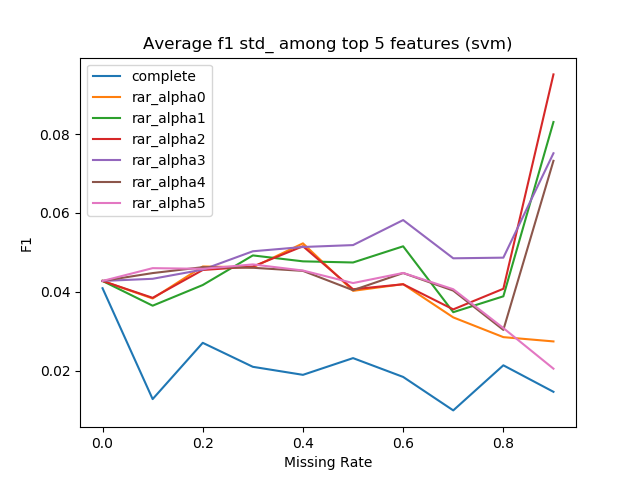 Average f1 std_ among top 5 features (svm)
complete
rar_alpha0
rar_alpha1
rar_alpha2
rar_alpha3
rar_alpha4
rar_alpha5
0.08
0.06
0.04
0.02
F1
0.0 0.2 0.4 0.6 0.8
Missing Rate